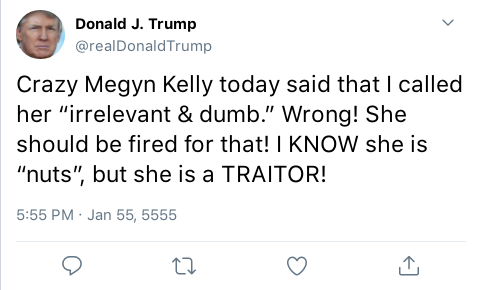 Donald J. Trump
@realDonaldTrump
Crazy Megyn Kelly today said that I called
her “irrelevant & dumb.” Wrong! She
should be fired for that! I KNOW she is
“nuts”, but she is a TRAITOR!
5:55 PM · Jan 55, 5555